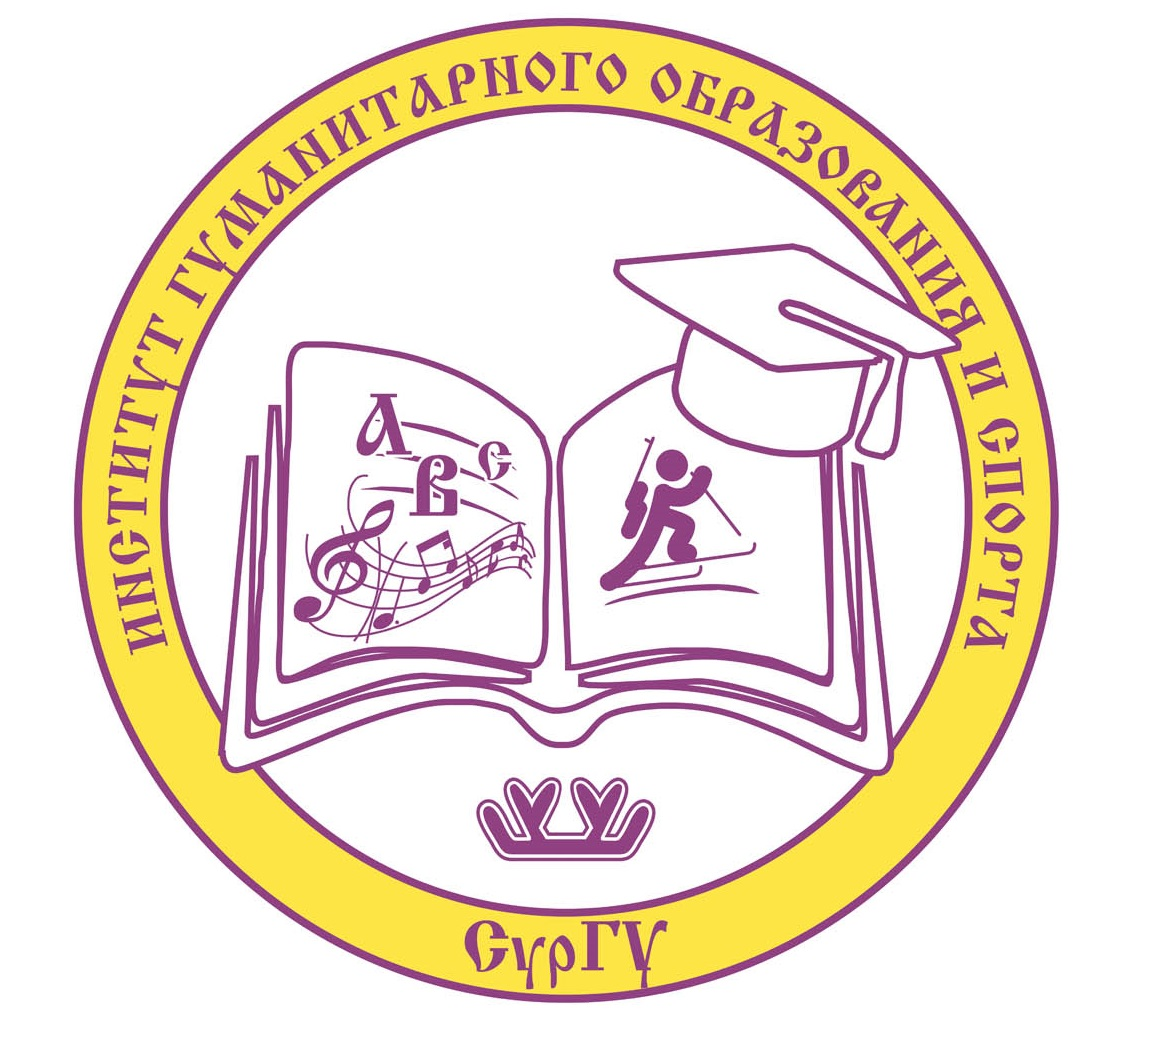 ИНСТИТУТ ГУМАНИТАРНОГО ОБРАЗОВАНИЯ И СПОРТА
А В С
СурГУ